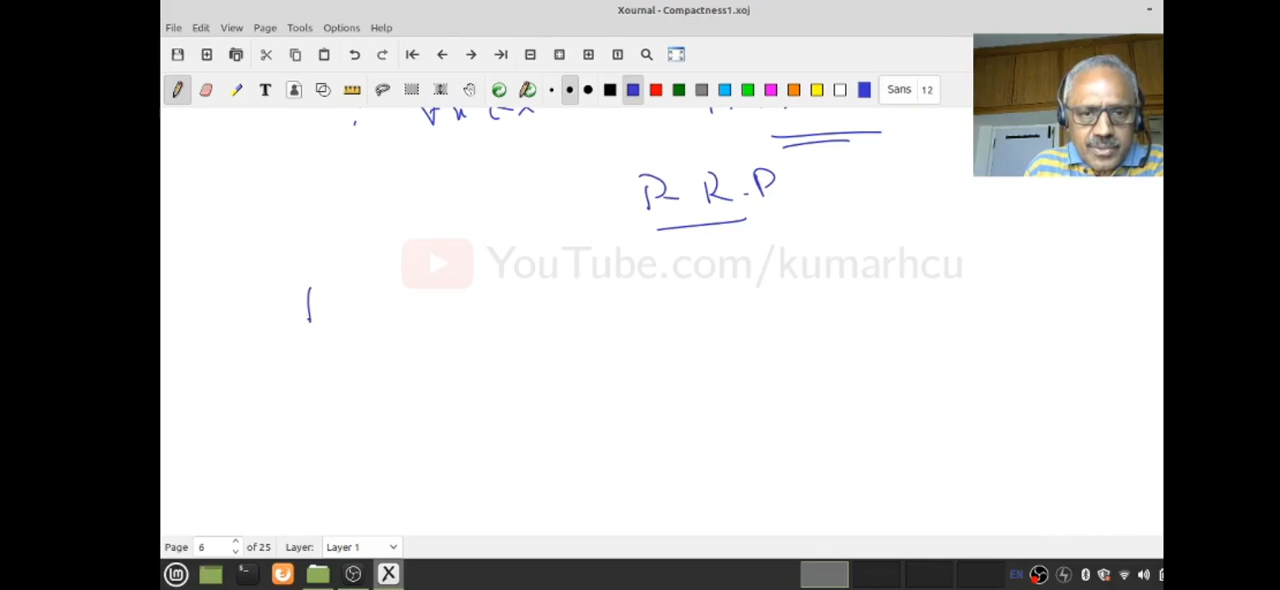 Xournal - Compactness1.xoj
File Edit View Page Tools Options Help
Sans 12
R R.P
YouTube.com/kumarhcu
Page 6 of 25 Layer: Layer 1
EN